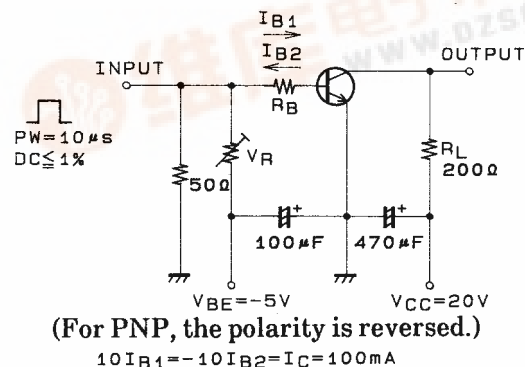 IB1
IB2
INPUT
OUTPUT
RB
PW=10μs
DC≦1%
VR
RL
50Ω
200Ω
100μF
470μF
VBE=-5V
VCC=20V
(For PNP, the polarity is reversed.)
10IB1=-10IB2=IC=100mA